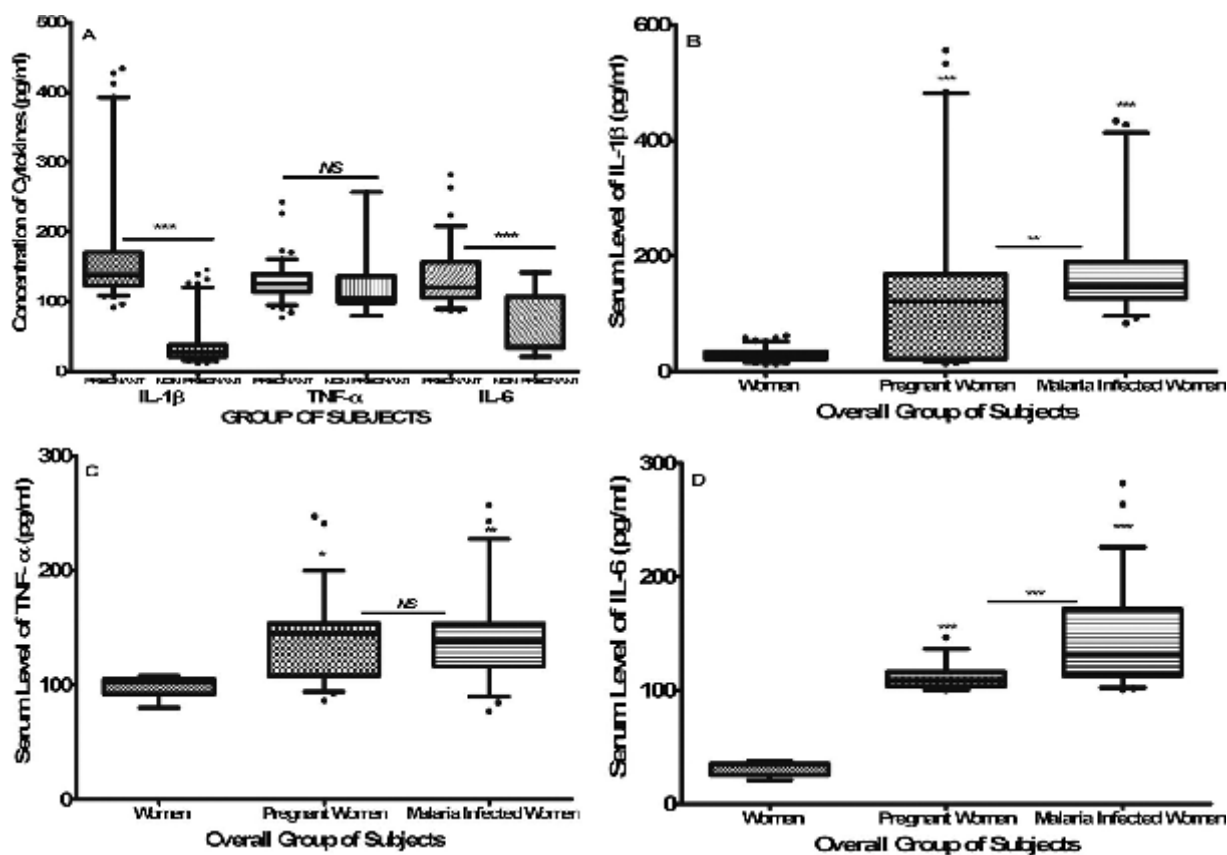 A
Concentration of Cytokines (pg/ml)
500
400
300
200
100
0
***
NS
***
PREGNANT NON PREGNANT PREGNANT NON PREGNANT PREGNANT NON PREGNANT
IL-1β TNF-α IL-6
GROUP OF SUBJECTS
B
Serum Level of IL-1β (pg/ml)
600
400
200
0
***
***
**
Women Pregnant Women Malaria Infected Women
Overall Group of Subjects
C
Serum Level of TNF- α (pg/ml)
300
200
100
0
*
**
NS
Women Pregnant Women Malaria Infected Women
Overall Group of Subjects
D
Serum Level of IL-6 (pg/ml)
300
200
100
0
***
***
***
Women Pregnant Women Malaria Infected Women
Overall Group of Subjects